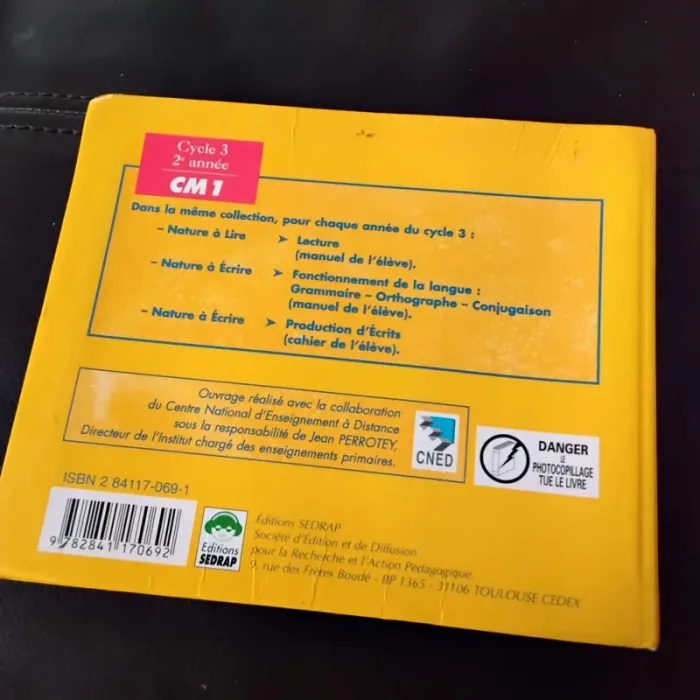 Cycle 3
2e année
CM 1
Dans la même collection, pour chaque année du cycle 3 :
– Nature à Lire ➤ Lecture
(manuel de l'élève).
– Nature à Écrire ➤ Fonctionnement de la langue :
Grammaire – Orthographe – Conjugaison
(manuel de l'élève).
– Nature à Écrire ➤ Production d'Écrits
(cahier de l'élève).
Ouvrage réalisé avec la collaboration
du Centre National d'Enseignement à Distance
sous la responsabilité de Jean PERROTEY,
Directeur de l'Institut chargé des enseignements primaires.
CNED
DANGER
LE
PHOTOCOPILLAGE
TUE LE LIVRE
ISBN 2 84117-069-1
9 782841 170692
Editions
SEDRAP
Éditions SEDRAP
Société d'Édition et de Diffusion
pour la Recherche et l'Action Pédagogique.
9, rue des Frères Boudé - BP 1365 - 31106 TOULOUSE CEDEX